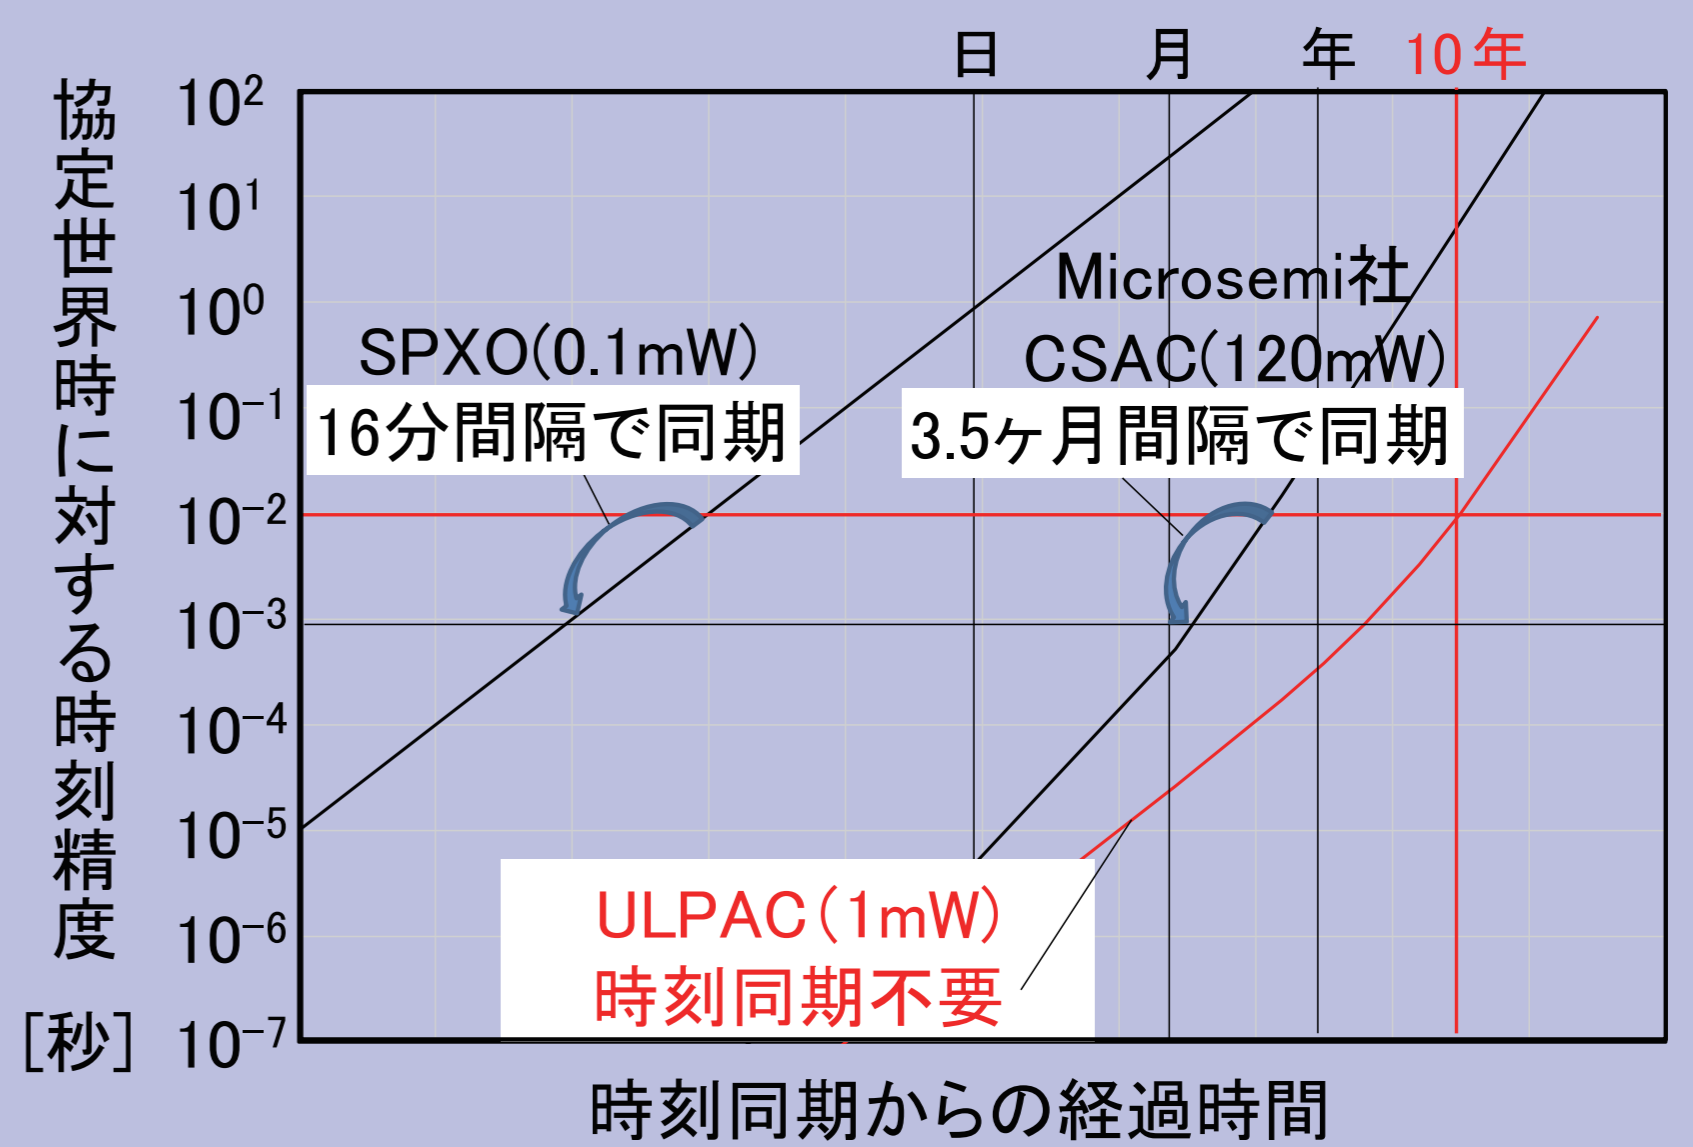 日 月 年 10年
協定世界時に対する時刻精度
[秒]
10²
10¹
10⁰
10⁻¹
10⁻²
10⁻³
10⁻⁴
10⁻⁵
10⁻⁶
10⁻⁷
SPXO(0.1mW)
16分間隔で同期
Microsemi社
CSAC(120mW)
3.5ヶ月間隔で同期
ULPAC(1mW)
時刻同期不要
時刻同期からの経過時間